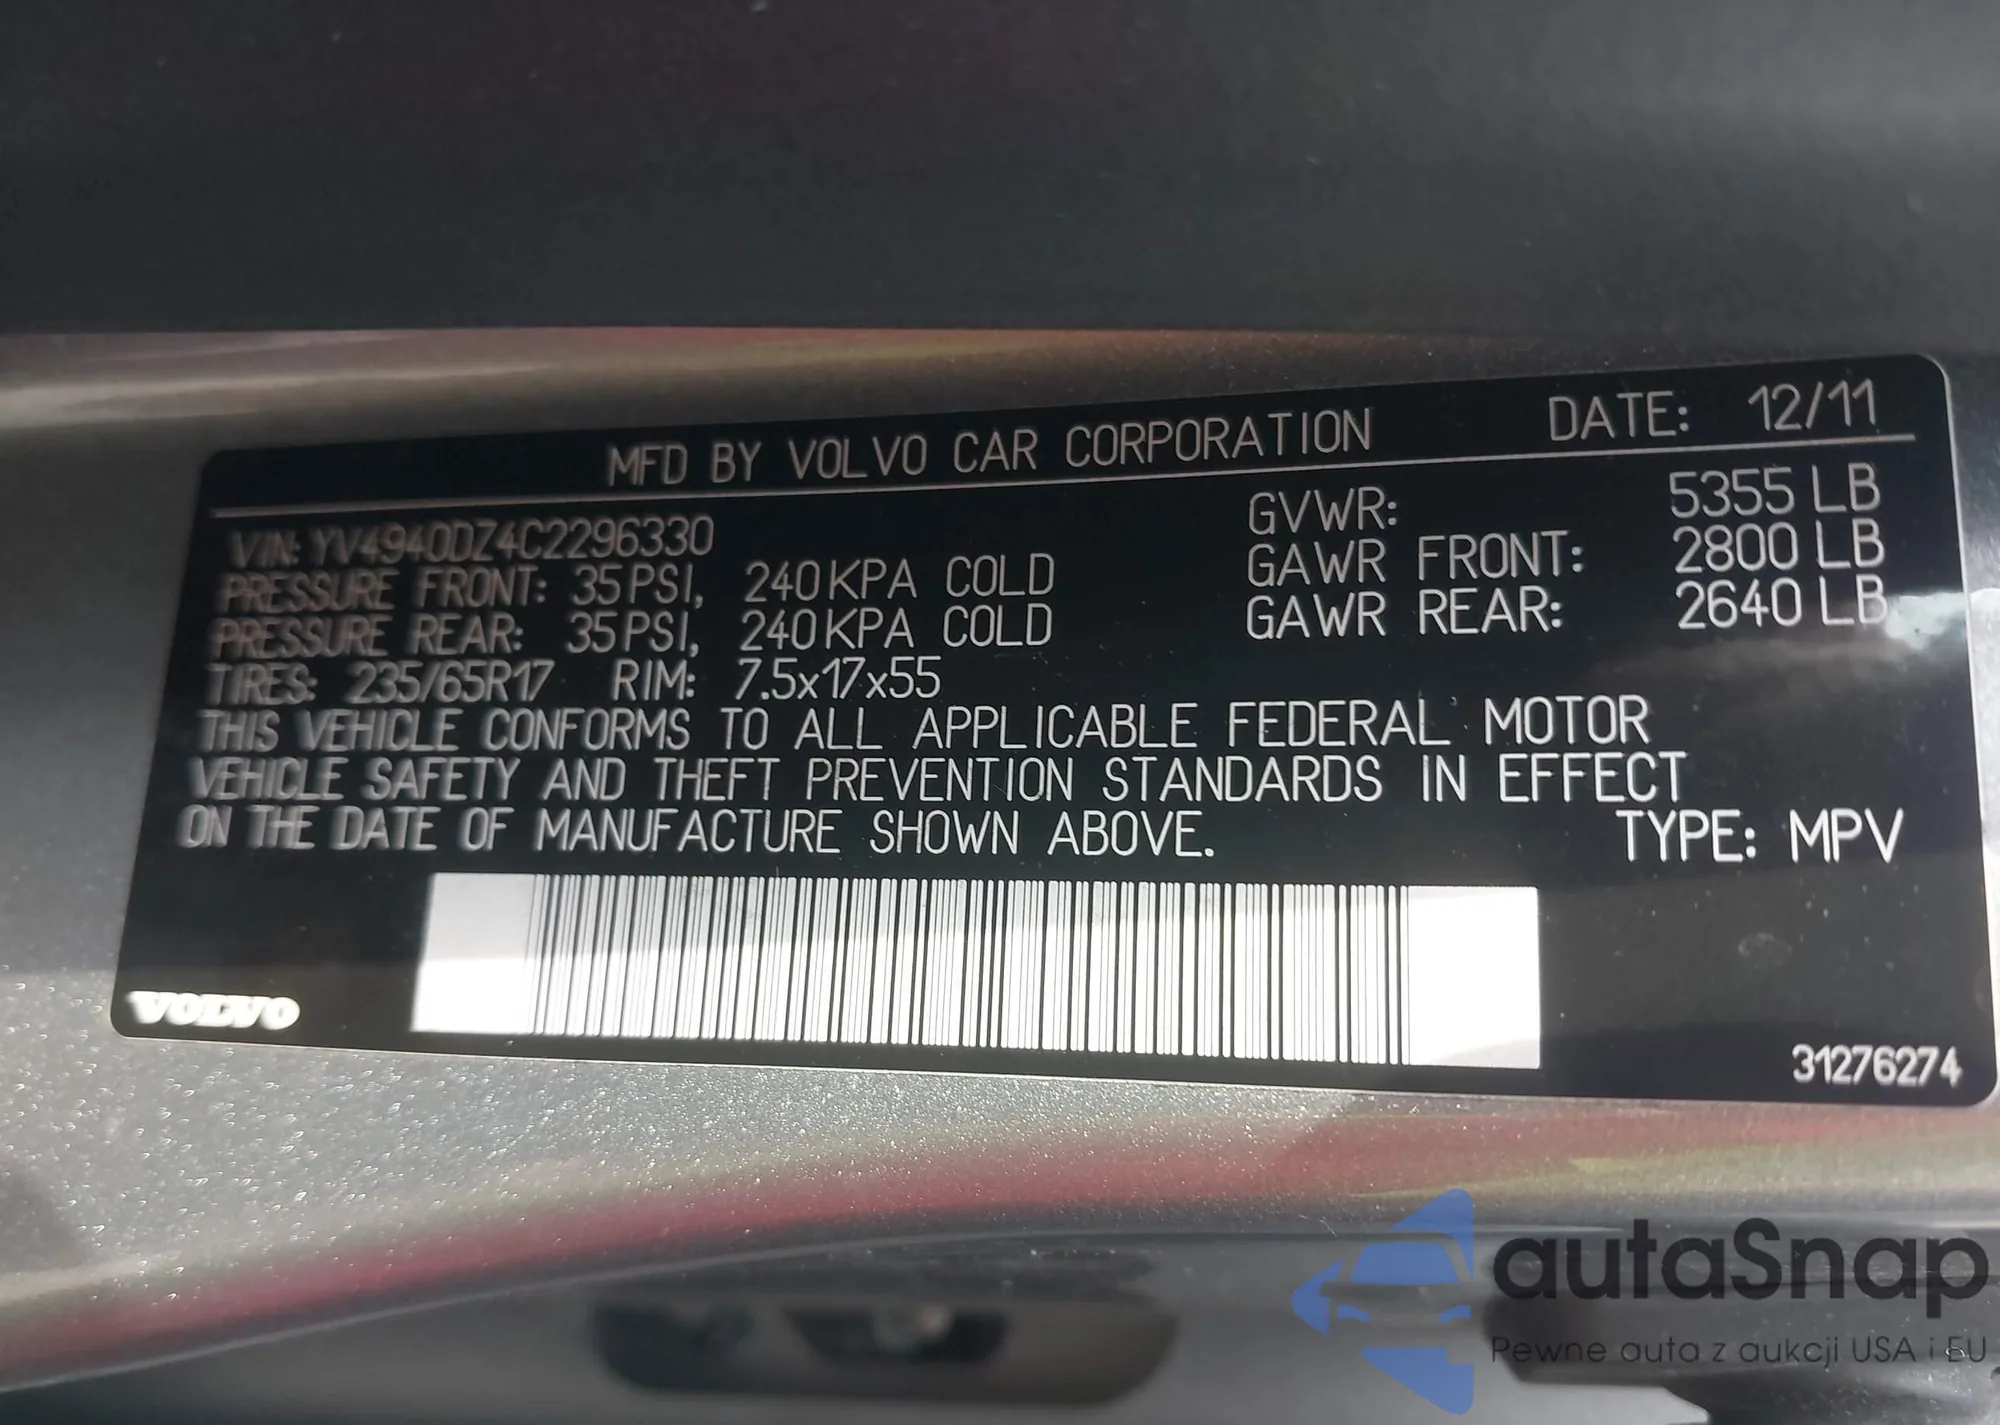 MFD BY VOLVO CAR CORPORATION DATE: 12/11
VIN: YV4940DZ4C2296330 GVWR: 5355 LB
PRESSURE FRONT: 35 PSI, 240 KPA COLD GAWR FRONT: 2800 LB
PRESSURE REAR: 35 PSI, 240 KPA COLD GAWR REAR: 2640 LB
TIRES: 235/65R17 RIM: 7.5x17x55
THIS VEHICLE CONFORMS TO ALL APPLICABLE FEDERAL MOTOR
VEHICLE SAFETY AND THEFT PREVENTION STANDARDS IN EFFECT
ON THE DATE OF MANUFACTURE SHOWN ABOVE. TYPE: MPV
VOLVO
31276274
autaSnap
Pewne auta z aukcji USA i EU